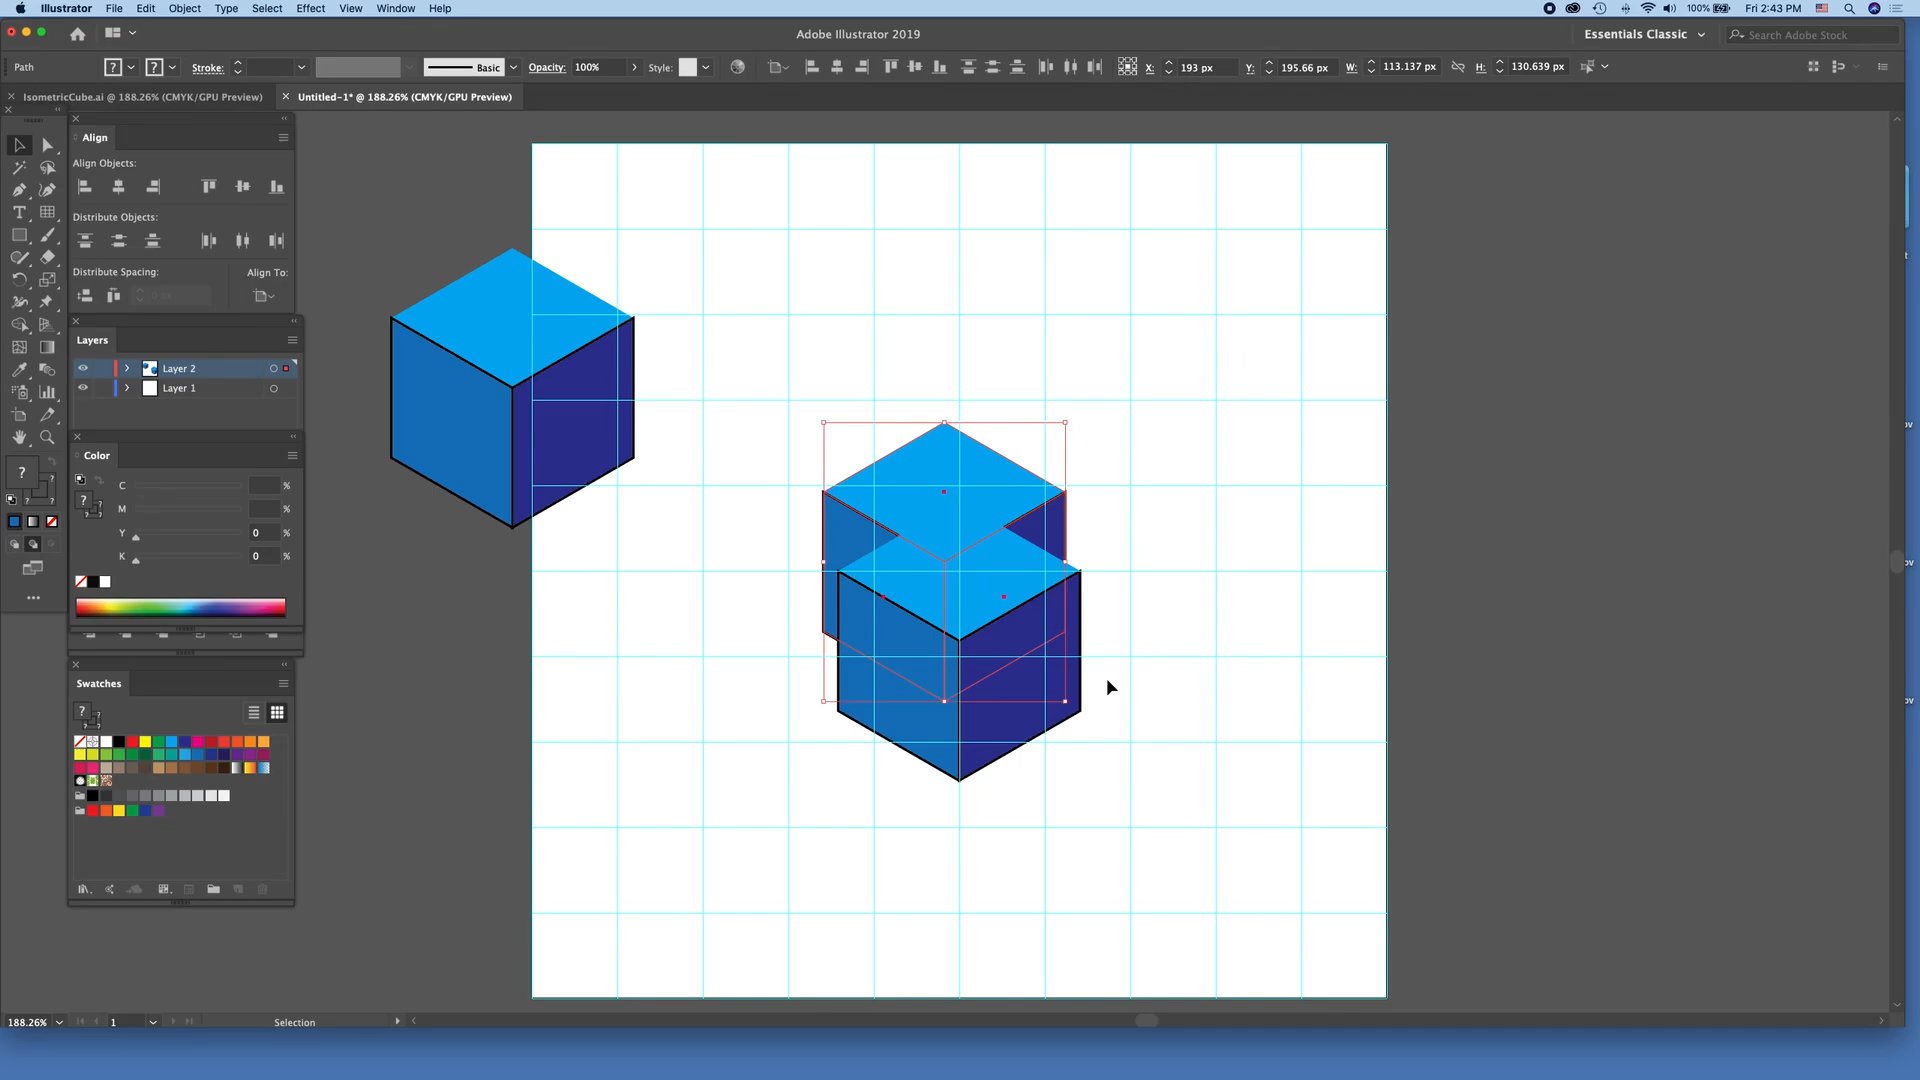 Illustrator File Edit Object Type Select Effect View Window Help
100% Fri 2:43 PM
Adobe Illustrator 2019
Essentials Classic
Search Adobe Stock
Path ? ? Stroke: Basic Opacity: 100% Style: X: 193 px Y: 195.66 px W: 113.137 px H: 130.639 px
IsometricCube.ai @ 188.26% (CMYK/GPU Preview)
Untitled-1* @ 188.26% (CMYK/GPU Preview)
Align
Align Objects:
Distribute Objects:
Distribute Spacing: Align To:
Layers
Layer 2
Layer 1
Color
? C %
M %
Y 0 %
K 0 %
?
Swatches
?
188.26% 1 Selection